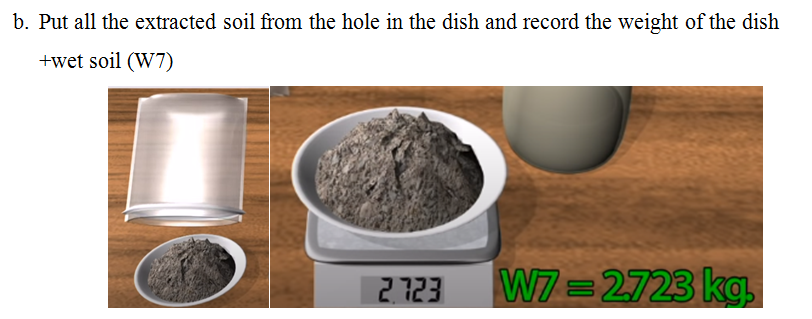 b. Put all the extracted soil from the hole in the dish and record the weight of the dish
+wet soil (W7)
2.723
W7 = 2.723 kg.